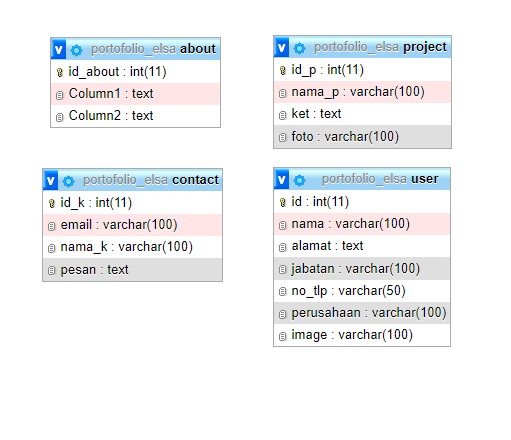 portofolio_elsa about
id_about : int(11)
Column1 : text
Column2 : text
portofolio_elsa project
id_p : int(11)
nama_p : varchar(100)
ket : text
foto : varchar(100)
portofolio_elsa contact
id_k : int(11)
email : varchar(100)
nama_k : varchar(100)
pesan : text
portofolio_elsa user
id : int(11)
nama : varchar(100)
alamat : text
jabatan : varchar(100)
no_tlp : varchar(50)
perusahaan : varchar(100)
image : varchar(100)